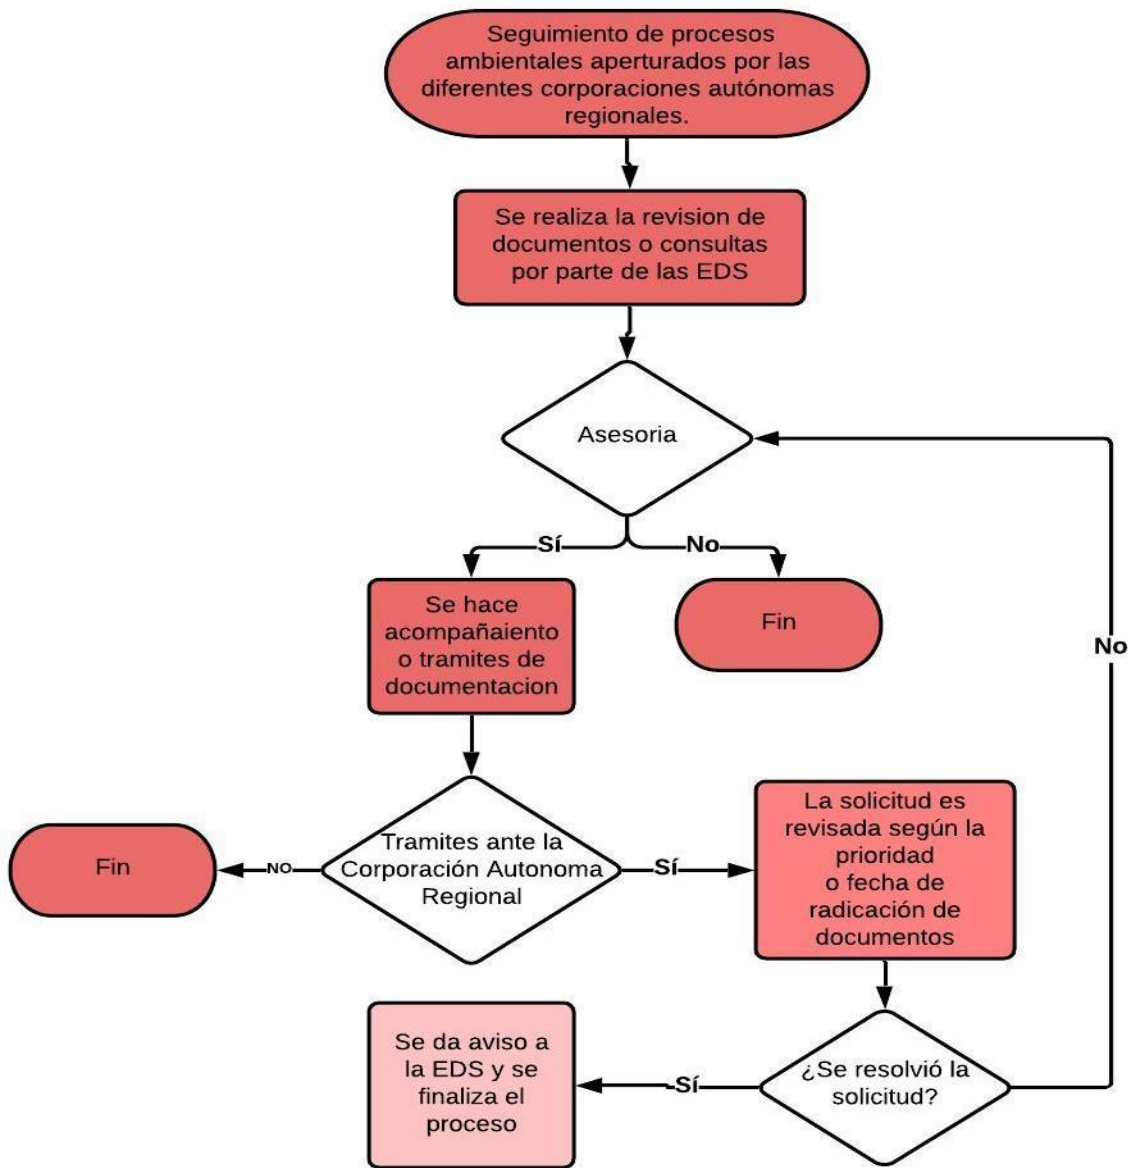 Seguimiento de procesos
ambientales aperturados por las
diferentes corporaciones autónomas
regionales.
Se realiza la revision de
documentos o consultas
por parte de las EDS
Asesoria
Sí
No
Se hace
acompañaiento
o tramites de
documentacion
Fin
No
Tramites ante la
Corporación Autonoma
Regional
NO
Fin
Sí
La solicitud es
revisada según la
prioridad
o fecha de
radicación de
documentos
¿Se resolvió la
solicitud?
Sí
Se da aviso a
la EDS y se
finaliza el
proceso